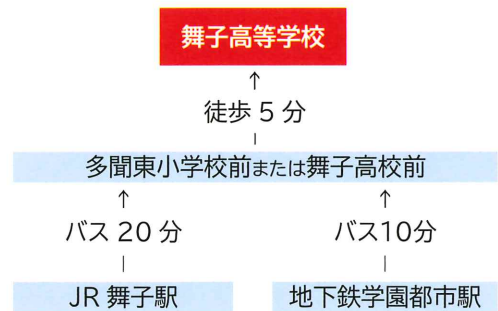 舞子高等学校
徒歩 5 分
多聞東小学校前または舞子高校前
バス 20 分 バス10分
JR 舞子駅 地下鉄学園都市駅